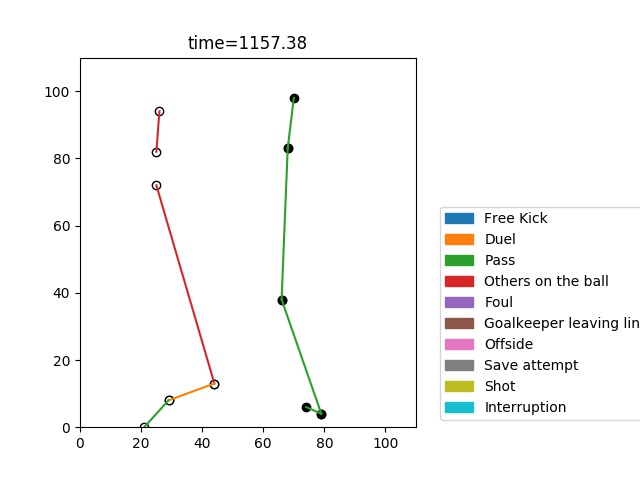 time=1157.38
100
80
60
40
20
0
0 20 40 60 80 100
Free Kick
Duel
Pass
Others on the ball
Foul
Goalkeeper leaving lin
Offside
Save attempt
Shot
Interruption